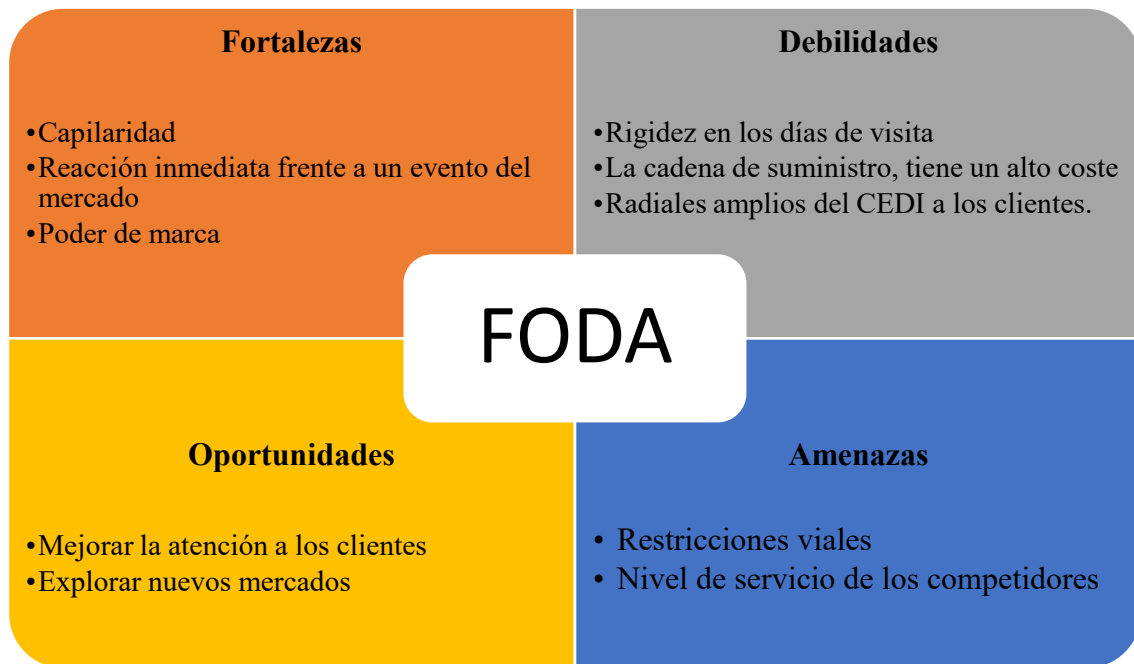 Fortalezas
•Capilaridad
•Reacción inmediata frente a un evento del
mercado
•Poder de marca
Debilidades
•Rigidez en los días de visita
•La cadena de suministro, tiene un alto coste
•Radiales amplios del CEDI a los clientes.
FODA
Oportunidades
•Mejorar la atención a los clientes
•Explorar nuevos mercados
Amenazas
• Restricciones viales
• Nivel de servicio de los competidores